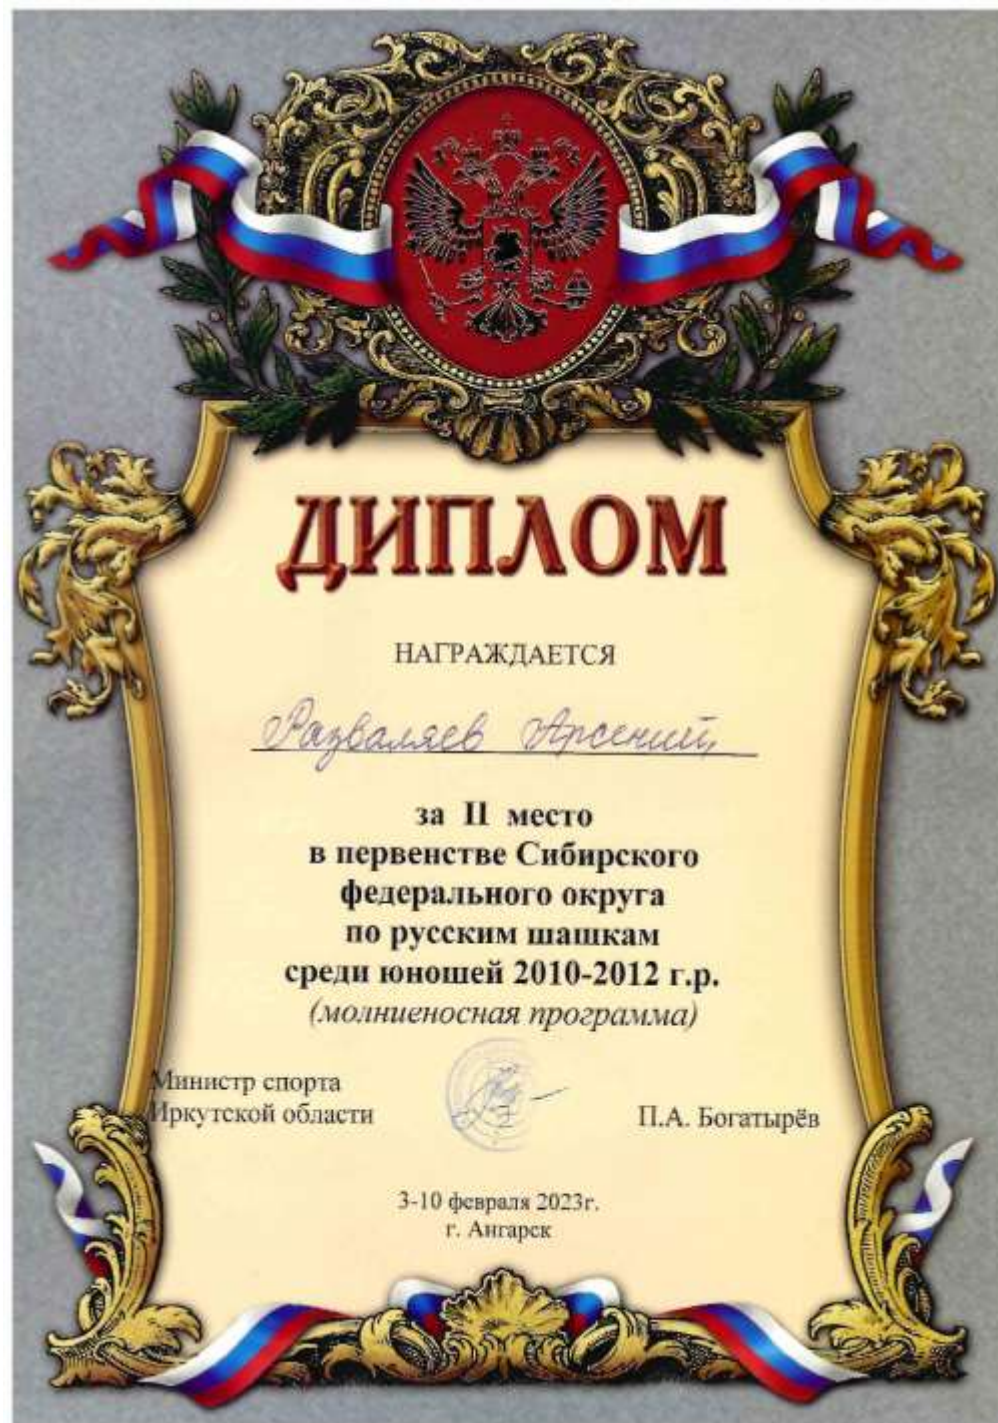 ДИПЛОМ
НАГРАЖДАЕТСЯ
Разваляев Арсений
за II место
в первенстве Сибирского
федерального округа
по русским шашкам
среди юношей 2010-2012 г.р.
(молниеносная программа)
Министр спорта
Иркутской области
П.А. Богатырёв
3-10 февраля 2023г.
г. Ангарск